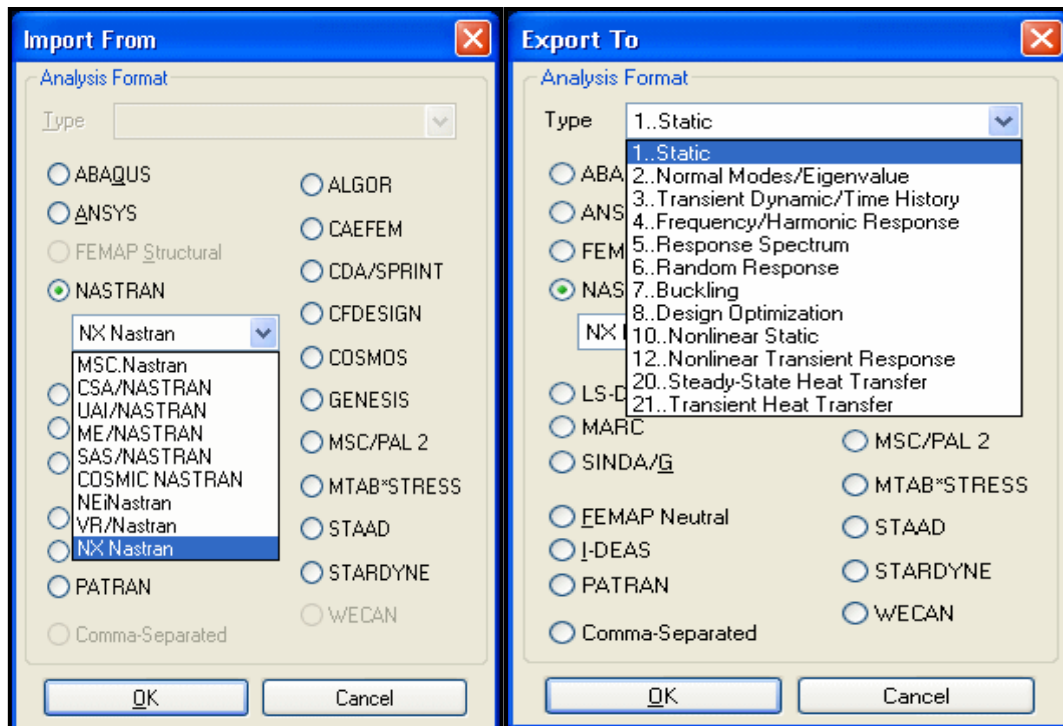 Import From
Analysis Format
Type
ABAQUS
ANSYS
FEMAP Structural
NASTRAN
NX Nastran
MSC.Nastran
CSA/NASTRAN
UAI/NASTRAN
ME/NASTRAN
SAS/NASTRAN
COSMIC NASTRAN
NEiNastran
VR/Nastran
NX Nastran
PATRAN
Comma-Separated
ALGOR
CAEFEM
CDA/SPRINT
CFDESIGN
COSMOS
GENESIS
MSC/PAL 2
MTAB*STRESS
STAAD
STARDYNE
WECAN
OK
Cancel
Export To
Analysis Format
Type
1..Static
1..Static
2..Normal Modes/Eigenvalue
3..Transient Dynamic/Time History
4..Frequency/Harmonic Response
5..Response Spectrum
6..Random Response
7..Buckling
8..Design Optimization
10..Nonlinear Static
12..Nonlinear Transient Response
20..Steady-State Heat Transfer
21..Transient Heat Transfer
ABA
ANS
FEM
NAS
NX
LS-D
MARC
SINDA/G
FEMAP Neutral
I-DEAS
PATRAN
Comma-Separated
MSC/PAL 2
MTAB*STRESS
STAAD
STARDYNE
WECAN
OK
Cancel